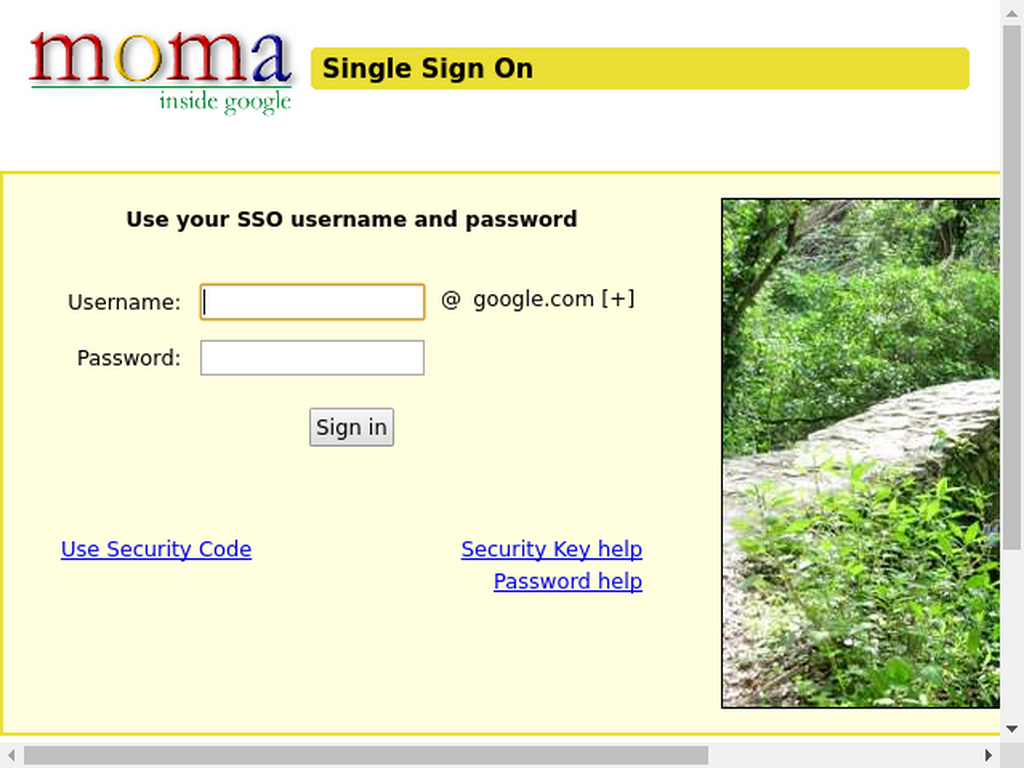 moma
inside google
Single Sign On
Use your SSO username and password
Username: @ google.com [+]
Password:
Sign in
Use Security Code
Security Key help
Password help